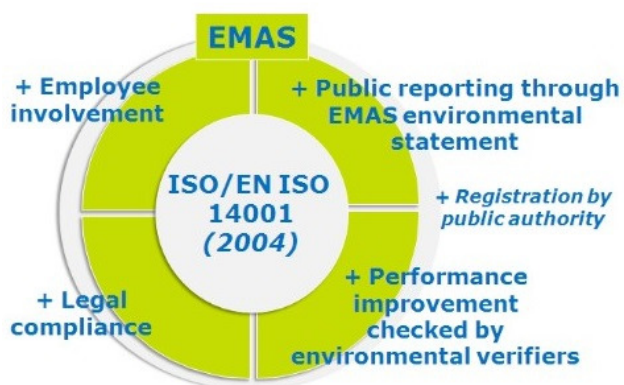 EMAS
+ Employee
involvement
+ Public reporting through
EMAS environmental
statement
ISO/EN ISO
14001
(2004)
+ Registration by
public authority
+ Legal
compliance
+ Performance
improvement
checked by
environmental verifiers